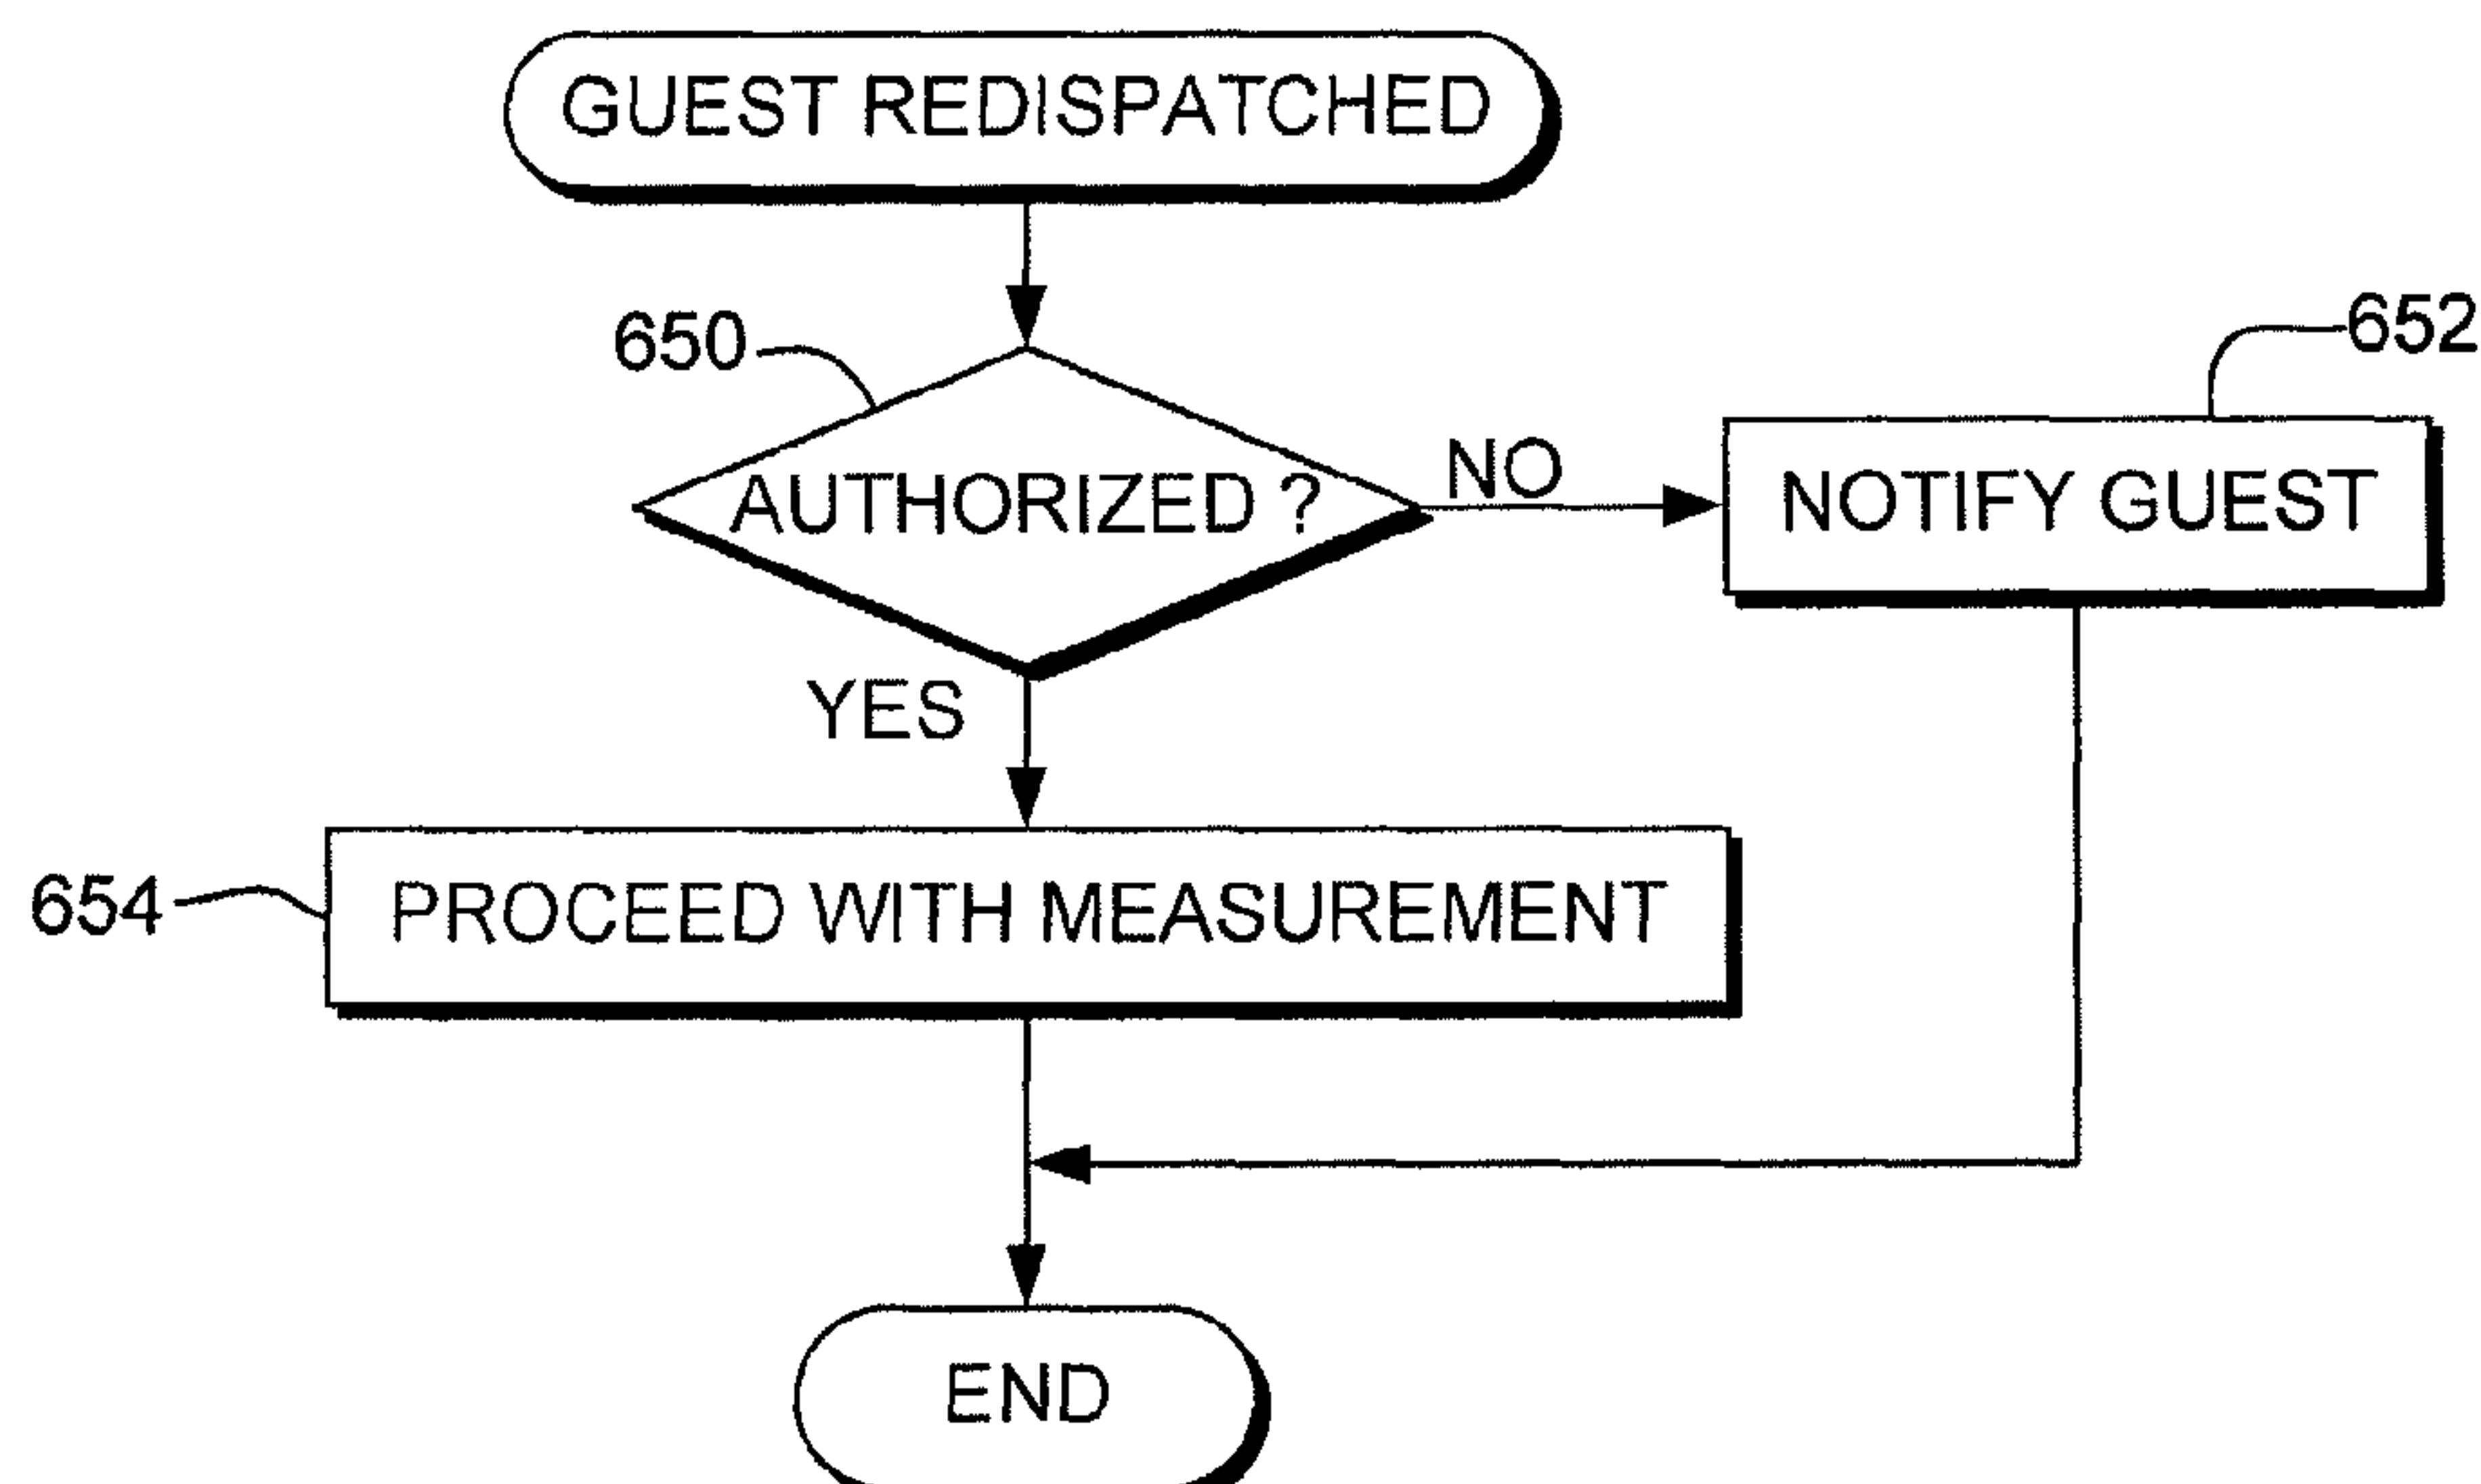 GUEST REDISPATCHED
650
652
AUTHORIZED ?
NO
NOTIFY GUEST
YES
654
PROCEED WITH MEASUREMENT
END